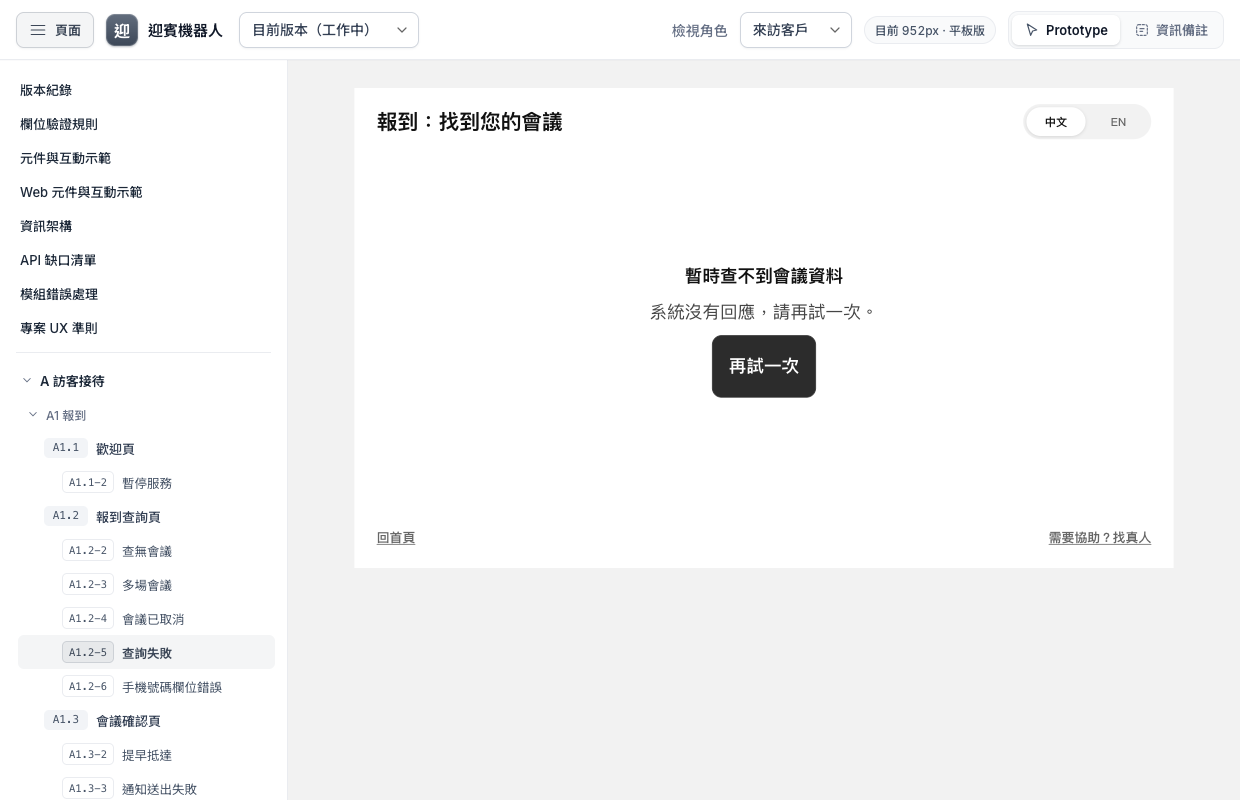 頁面
迎
迎賓機器人
目前版本（工作中）
檢視角色
來訪客戶
目前 952px · 平板版
Prototype
資訊備註
版本紀錄
欄位驗證規則
元件與互動示範
Web 元件與互動示範
資訊架構
API 缺口清單
模組錯誤處理
專案 UX 準則
A 訪客接待
A1 報到
A1.1 歡迎頁
A1.1-2 暫停服務
A1.2 報到查詢頁
A1.2-2 查無會議
A1.2-3 多場會議
A1.2-4 會議已取消
A1.2-5 查詢失敗
A1.2-6 手機號碼欄位錯誤
A1.3 會議確認頁
A1.3-2 提早抵達
A1.3-3 通知送出失敗
報到：找到您的會議
中文
EN
暫時查不到會議資料
系統沒有回應，請再試一次。
再試一次
回首頁
需要協助？找真人